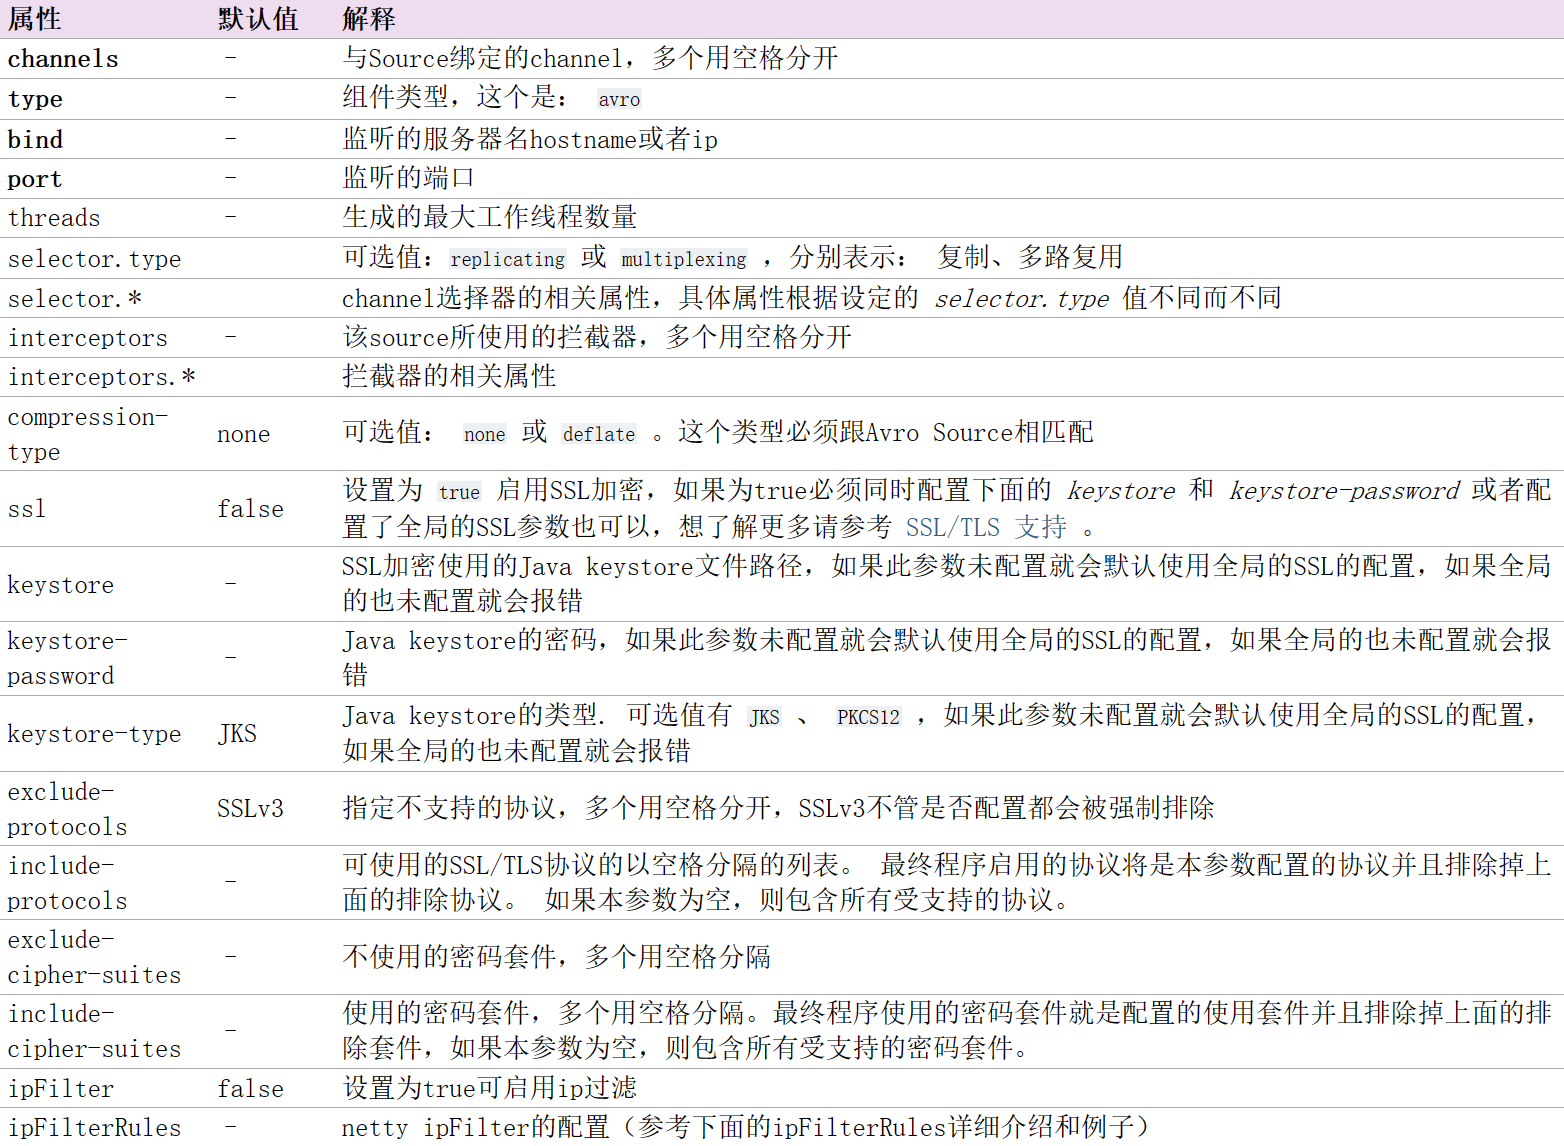 属性 默认值 解释
channels – 与Source绑定的channel，多个用空格分开
type – 组件类型，这个是： avro
bind – 监听的服务器名hostname或者ip
port – 监听的端口
threads – 生成的最大工作线程数量
selector.type 可选值：replicating 或 multiplexing ，分别表示： 复制、多路复用
selector.* channel选择器的相关属性，具体属性根据设定的 selector.type 值不同而不同
interceptors – 该source所使用的拦截器，多个用空格分开
interceptors.* 拦截器的相关属性
compression-
type none 可选值： none 或 deflate 。这个类型必须跟Avro Source相匹配
ssl false 设置为 true 启用SSL加密，如果为true必须同时配置下面的 keystore 和 keystore-password 或者配
置了全局的SSL参数也可以，想了解更多请参考 SSL/TLS 支持 。
keystore – SSL加密使用的Java keystore文件路径，如果此参数未配置就会默认使用全局的SSL的配置，如果全局
的也未配置就会报错
keystore-
password – Java keystore的密码，如果此参数未配置就会默认使用全局的SSL的配置，如果全局的也未配置就会报
错
keystore-type JKS Java keystore的类型. 可选值有 JKS 、 PKCS12 ，如果此参数未配置就会默认使用全局的SSL的配置，
如果全局的也未配置就会报错
exclude-
protocols SSLv3 指定不支持的协议，多个用空格分开，SSLv3不管是否配置都会被强制排除
include-
protocols – 可使用的SSL/TLS协议的以空格分隔的列表。 最终程序启用的协议将是本参数配置的协议并且排除掉上
面的排除协议。 如果本参数为空，则包含所有受支持的协议。
exclude-
cipher-suites – 不使用的密码套件，多个用空格分隔
include-
cipher-suites – 使用的密码套件，多个用空格分隔。最终程序使用的密码套件就是配置的使用套件并且排除掉上面的排
除套件，如果本参数为空，则包含所有受支持的密码套件。
ipFilter false 设置为true可启用ip过滤
ipFilterRules – netty ipFilter的配置（参考下面的ipFilterRules详细介绍和例子）